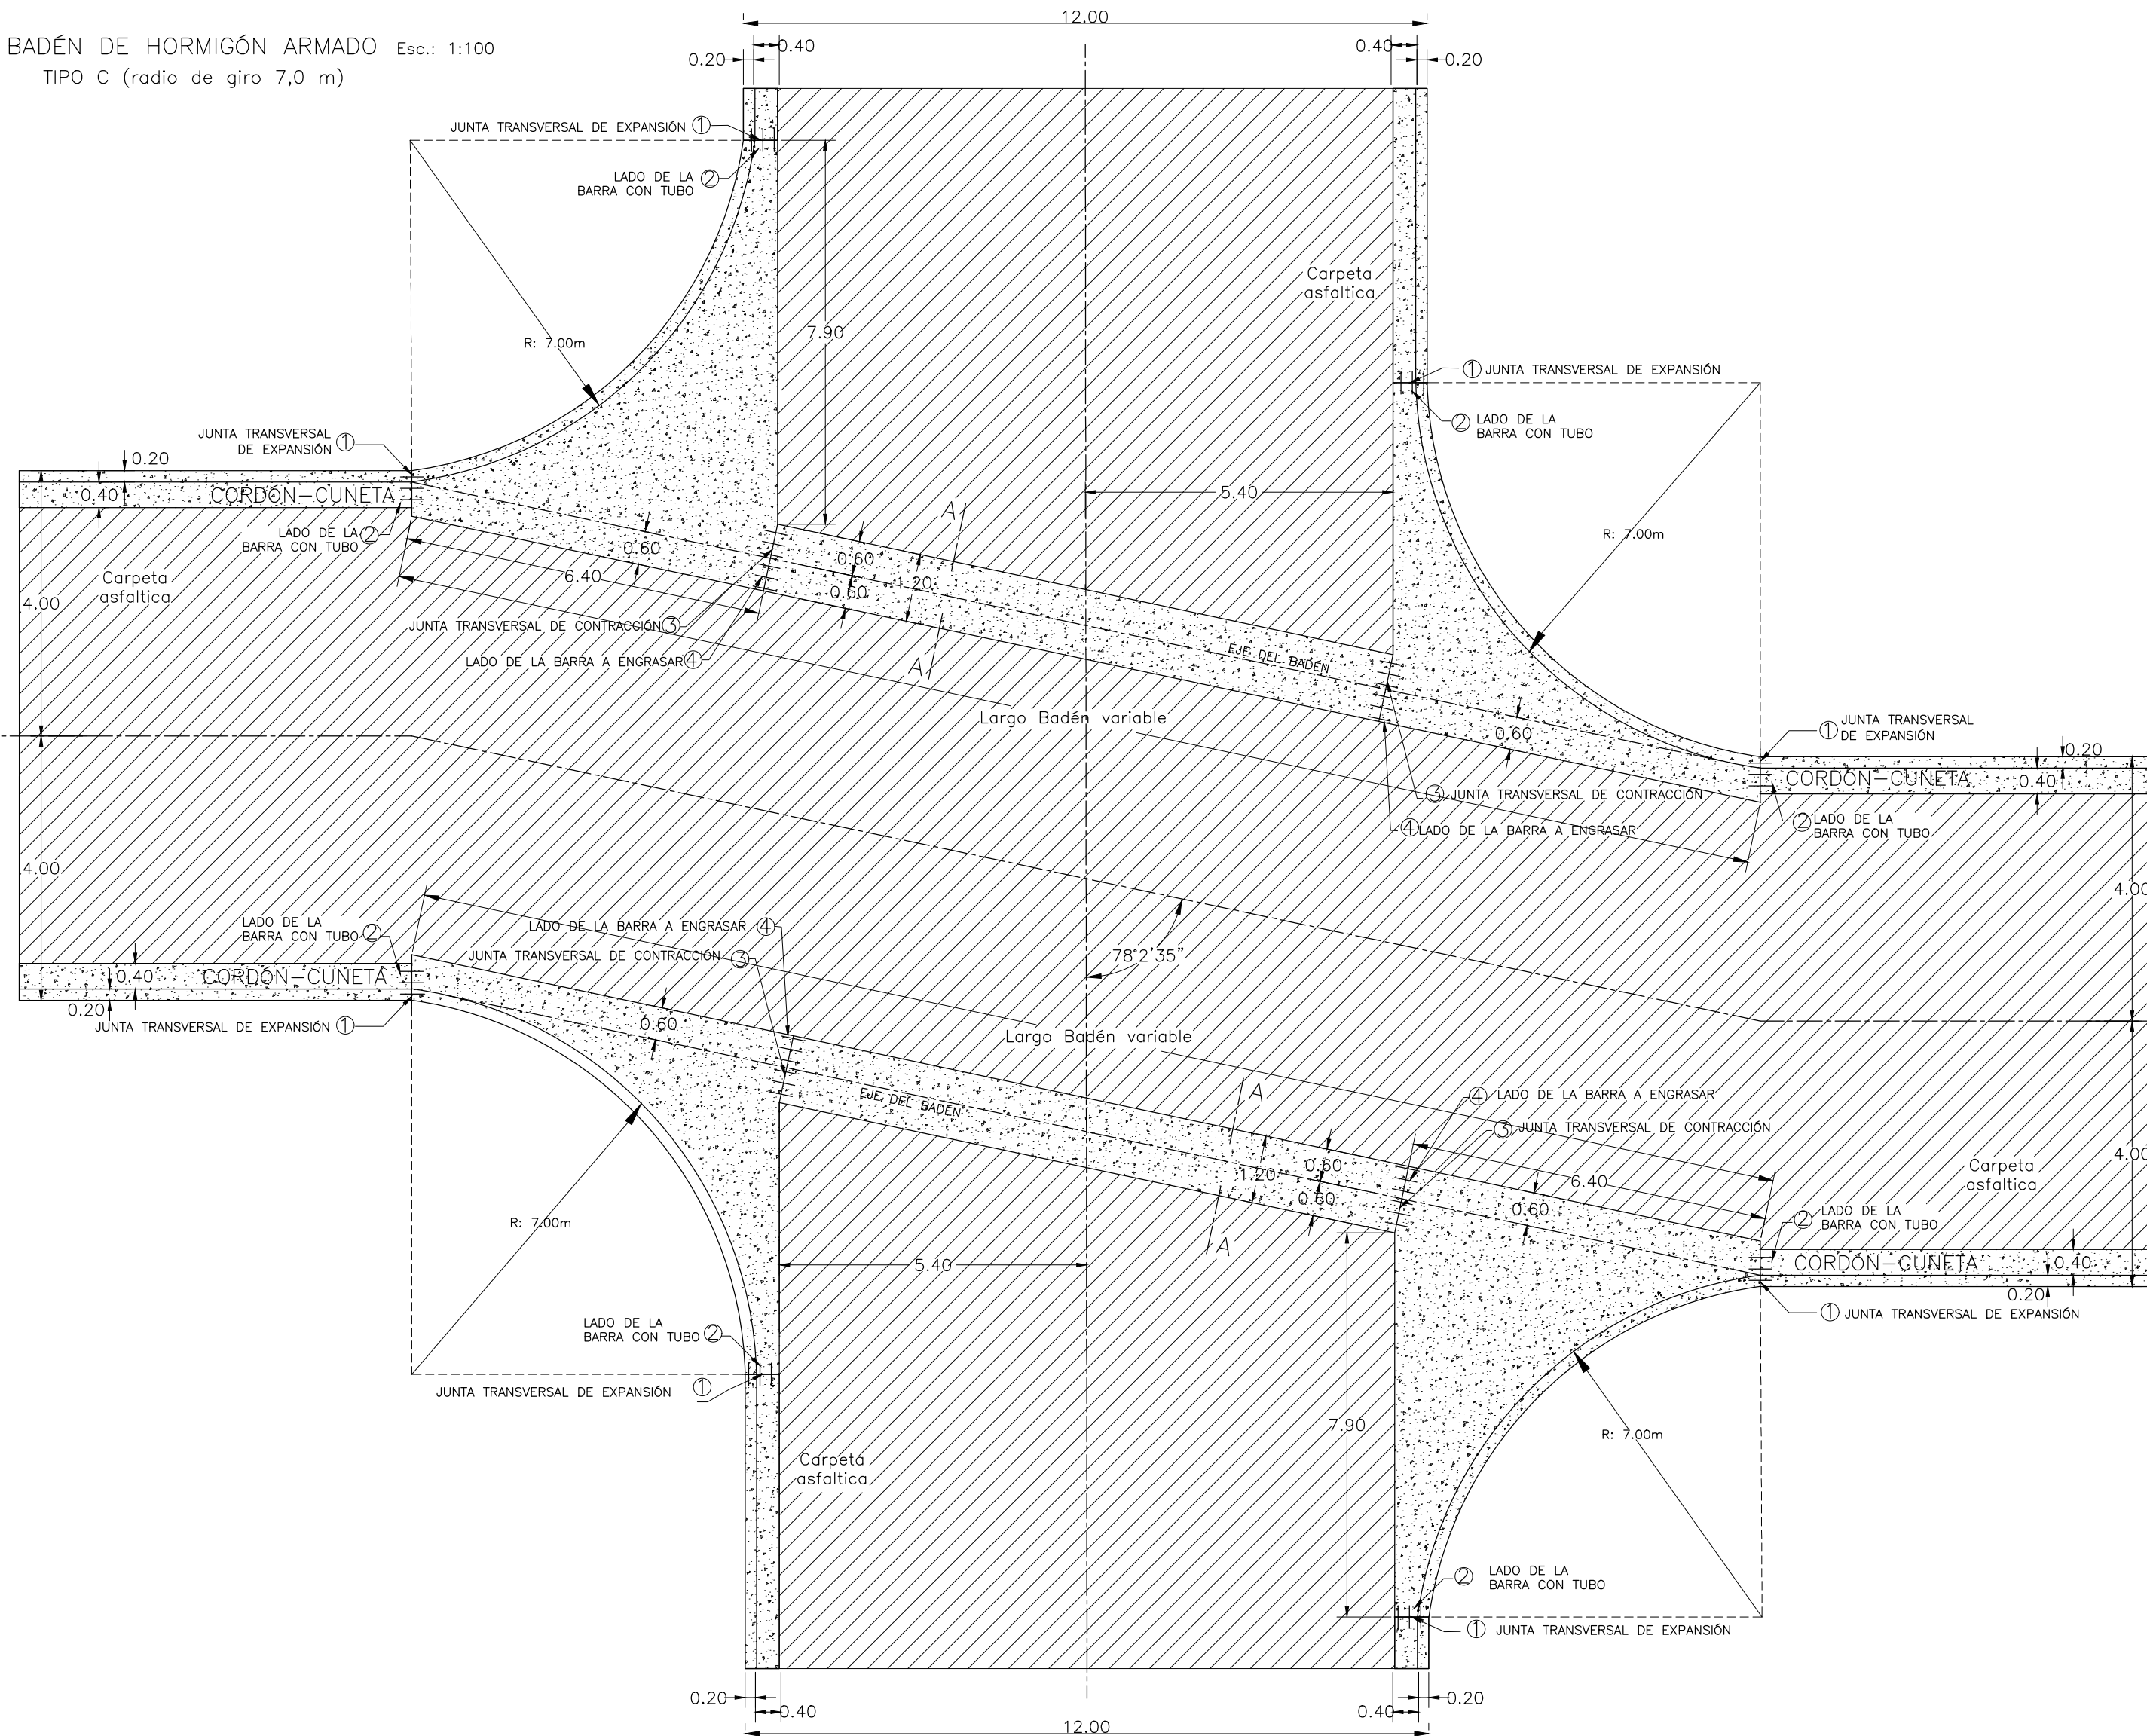 12.00
BADÉN DE HORMIGÓN ARMADO Esc.: 1:100
0.40
0.40
0.20
0.20
TIPO C (radio de giro 7,0 m)
JUNTA TRANSVERSAL DE EXPANSIÓN ①
LADO DE LA ②
BARRA CON TUBO
Carpeta
asfaltica
7.90
R: 7.00m
① JUNTA TRANSVERSAL DE EXPANSIÓN
② LADO DE LA
BARRA CON TUBO
JUNTA TRANSVERSAL ①
DE EXPANSIÓN
0.20
0.40
CORDÓN-CUNETA
5.40
A
LADO DE LA ②
BARRA CON TUBO
R: 7.00m
0.60
0.60
Carpeta
asfaltica
6.40
1.20
0.60
4.00
JUNTA TRANSVERSAL DE CONTRACCIÓN ③
LADO DE LA BARRA A ENGRASAR ④
A
EJE DEL BADÉN
Largo Badén variable
0.60
① JUNTA TRANSVERSAL
DE EXPANSIÓN
0.20
CORDÓN-CUNETA
0.40
③ JUNTA TRANSVERSAL DE CONTRACCIÓN
④ LADO DE LA BARRA A ENGRASAR
② LADO DE LA
BARRA CON TUBO
4.00
4.00
LADO DE LA ②
BARRA CON TUBO
LADO DE LA BARRA A ENGRASAR ④
JUNTA TRANSVERSAL DE CONTRACCIÓN ③
78°2'35"
0.40
CORDÓN-CUNETA
0.20
JUNTA TRANSVERSAL DE EXPANSIÓN ①
0.60
Largo Badén variable
EJE DEL BADÉN
A
④ LADO DE LA BARRA A ENGRASAR
③ JUNTA TRANSVERSAL DE CONTRACCIÓN
0.60
1.20
0.60
6.40
Carpeta
asfaltica
4.00
0.60
② LADO DE LA
BARRA CON TUBO
R: 7.00m
A
5.40
CORDÓN-CUNETA
0.40
0.20
① JUNTA TRANSVERSAL DE EXPANSIÓN
LADO DE LA
BARRA CON TUBO ②
JUNTA TRANSVERSAL DE EXPANSIÓN ①
7.90
R: 7.00m
Carpeta
asfaltica
② LADO DE LA
BARRA CON TUBO
① JUNTA TRANSVERSAL DE EXPANSIÓN
0.20
0.20
0.40
0.40
12.00